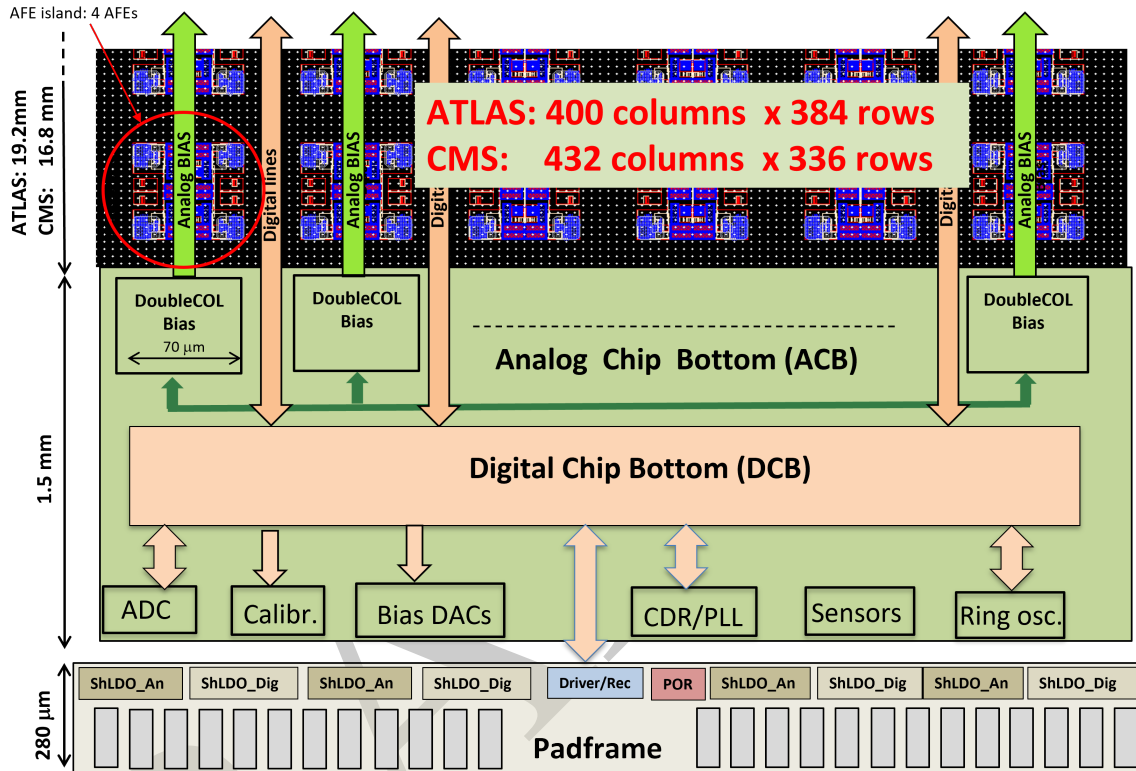 AFE island: 4 AFEs
ATLAS: 19.2mm
CMS: 16.8 mm
Analog BIAS
Digital lines
Analog BIAS
Digital
Digital
Analog BIAS
ATLAS: 400 columns x 384 rows
CMS: 432 columns x 336 rows
DoubleCOL
Bias
70 μm
DoubleCOL
Bias
DoubleCOL
Bias
Analog Chip Bottom (ACB)
1.5 mm
Digital Chip Bottom (DCB)
ADC
Calibr.
Bias DACs
CDR/PLL
Sensors
Ring osc.
280 μm
ShLDO_An
ShLDO_Dig
ShLDO_An
ShLDO_Dig
Driver/Rec
POR
ShLDO_An
ShLDO_Dig
ShLDO_An
ShLDO_Dig
Padframe